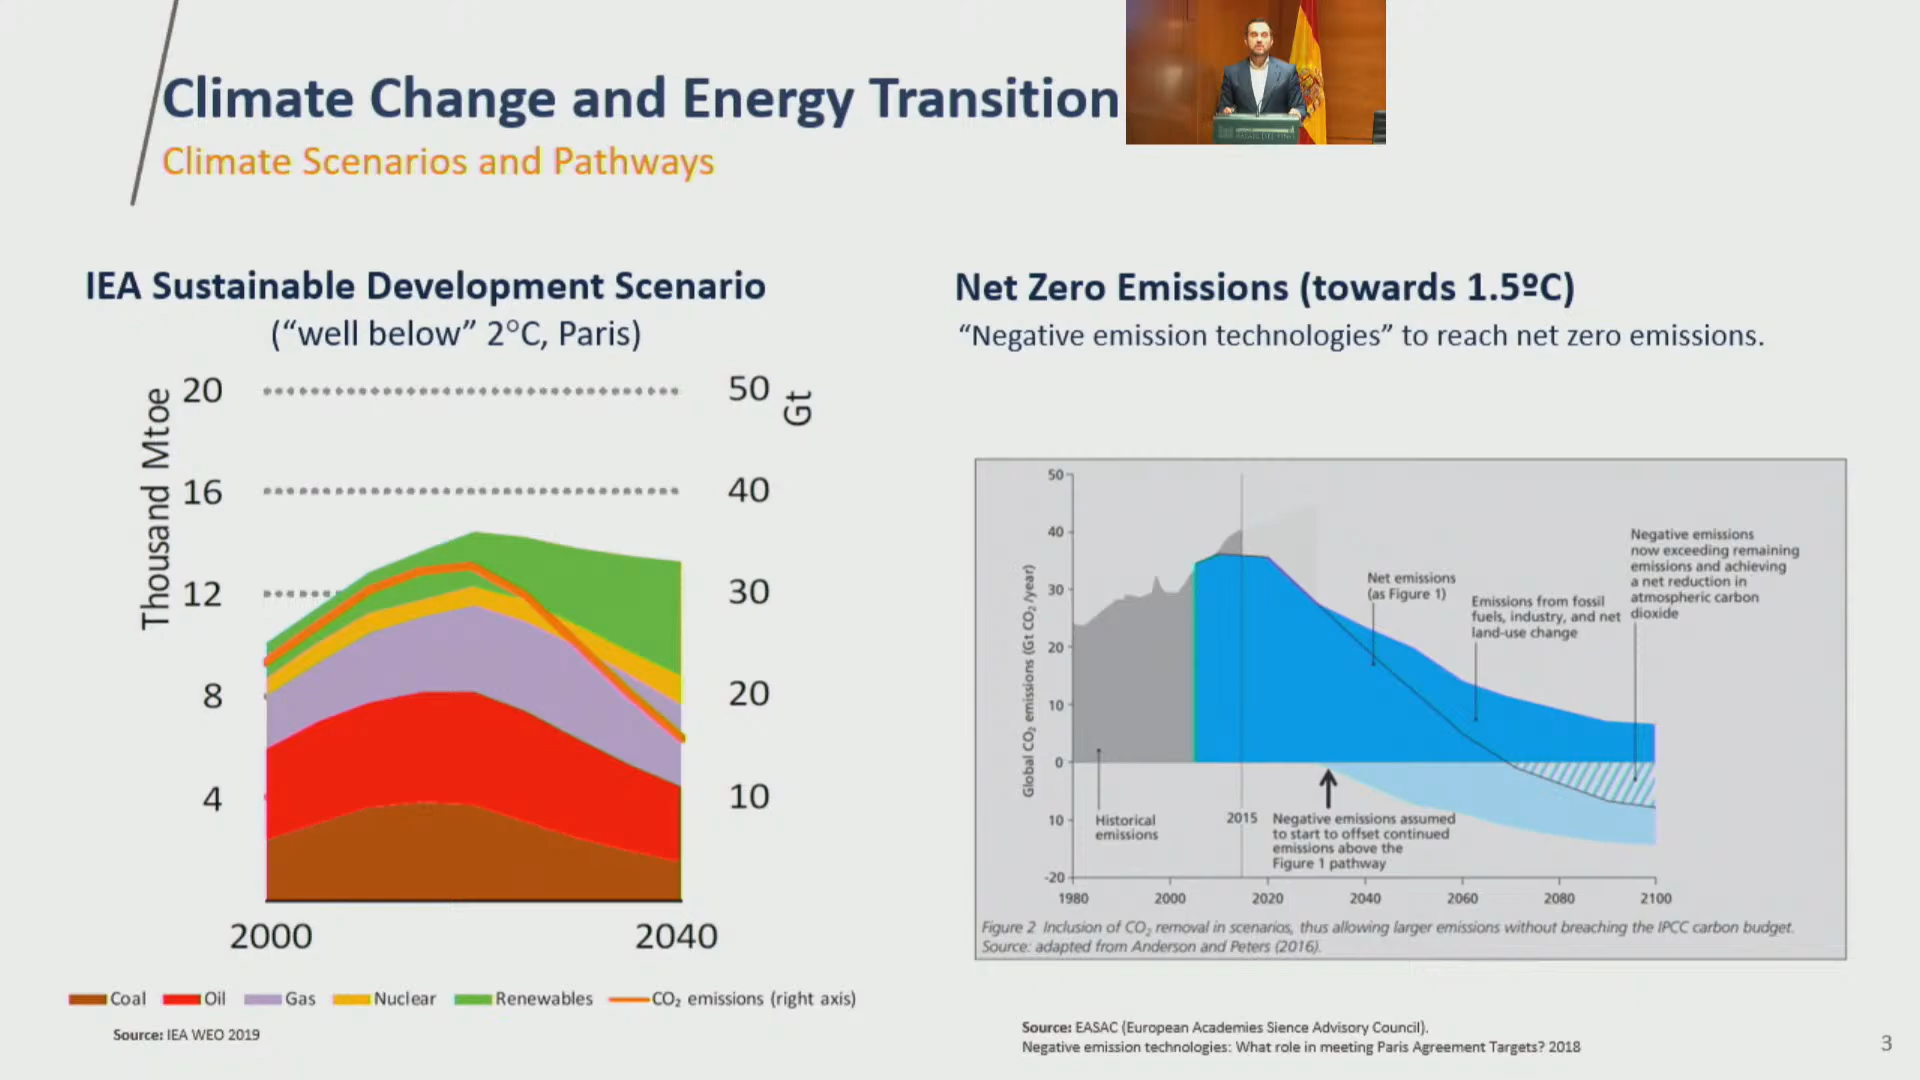 Climate Change and Energy Transition
Climate Scenarios and Pathways
IEA Sustainable Development Scenario
(“well below” 2°C, Paris)
Thousand Mtoe
20
16
12
8
4
50
40
30
20
10
Gt
2000
2040
Coal
Oil
Gas
Nuclear
Renewables
CO₂ emissions (right axis)
Source: IEA WEO 2019
Net Zero Emissions (towards 1.5ºC)
“Negative emission technologies” to reach net zero emissions.
Global CO₂ emissions (Gt CO₂ /year)
50
40
30
20
10
0
10
-20
1980
2000
2020
2040
2060
2080
2100
Historical
emissions
2015
Negative emissions assumed
to start to offset continued
emissions above the
Figure 1 pathway
Net emissions
(as Figure 1)
Emissions from fossil
fuels, industry, and net
land-use change
Negative emissions
now exceeding remaining
emissions and achieving
a net reduction in
atmospheric carbon
dioxide
Figure 2 Inclusion of CO₂ removal in scenarios, thus allowing larger emissions without breaching the IPCC carbon budget.
Source: adapted from Anderson and Peters (2016).
Source: EASAC (European Academies Sience Advisory Council).
Negative emission technologies: What role in meeting Paris Agreement Targets? 2018
3